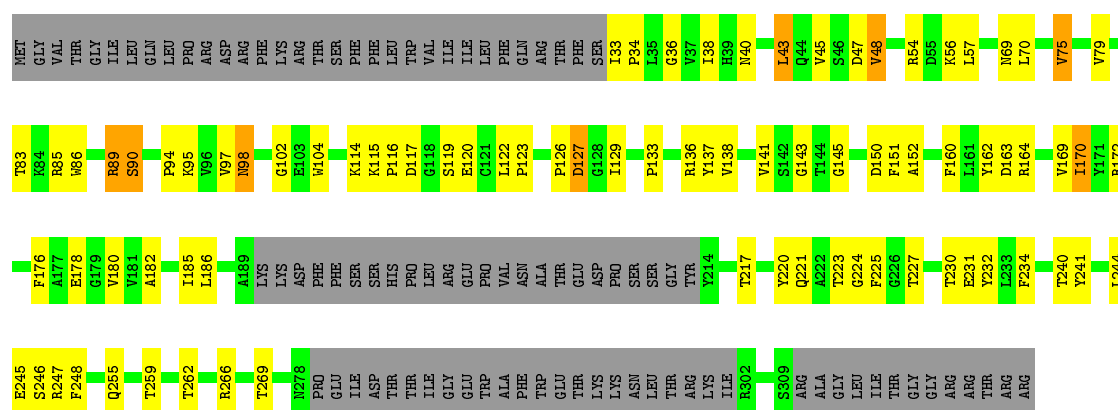 MET GLY VAL THR GLY ILE LEU GLN LEU PRO ARG ASP ARG PHE LYS ARG THR SER PHE PHE LEU TRP VAL ILE ILE LEU PHE GLN ARG THR PHE SER I33 P34 L35 G36 V37 I38 H39 N40 L43 Q44 V45 S46 D47 V48 R54 D55 K56 L57 N69 L70 V75 V79
T83 K84 R85 W86 R89 S90 P94 K95 V96 V97 N98 G102 E103 W104 K114 K115 P116 D117 G118 S119 E120 C121 L122 P123 P126 D127 G128 I129 P133 R136 Y137 V138 V141 S142 G143 T144 G145 D150 F151 A152 F160 L161 Y162 D163 R164 V169 I170 Y171 R172
F176 A177 E178 G179 V180 V181 A182 I185 L186 A189 LYS LYS ASP PHE PHE SER SER HIS PRO LEU ARG GLU PRO VAL ASN ALA THR GLU ASP PRO SER SER GLY TYR Y214 T217 Y220 Q221 A222 T223 G224 F225 G226 T227 T230 E231 Y232 L233 F234 T240 Y241 L244
E245 S246 R247 F248 Q255 T259 T262 R266 T269 N278 PRO GLU ILE ASP THR THR ILE GLY GLU TRP ALA PHE TRP GLU THR LYS LYS ASN LEU THR ARG LYS ILE R302 S309 ARG ALA GLY LEU ILE THR GLY GLY ARG ARG THR ARG ARG